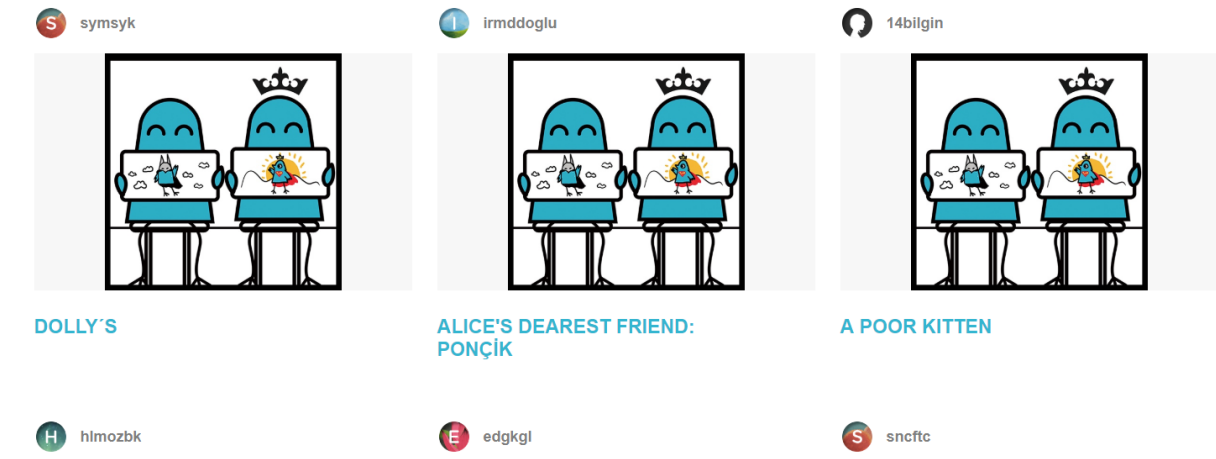 S symsyk
I irmddoglu
14bilgin
DOLLY´S
ALICE'S DEAREST FRIEND:
PONÇİK
A POOR KITTEN
H hlmozbk
E edgkgl
S sncftc